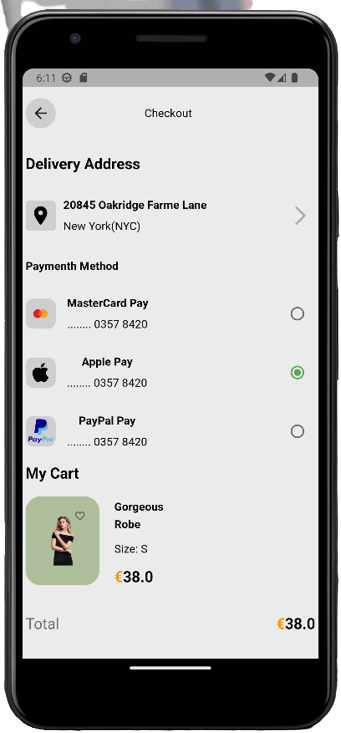 6:11
Checkout
Delivery Address
20845 Oakridge Farme Lane
New York(NYC)
Paymenth Method
MasterCard Pay
........ 0357 8420
Apple Pay
........ 0357 8420
PayPal Pay
PayPal
........ 0357 8420
My Cart
Gorgeous
Robe
Size: S
€38.0
Total €38.0